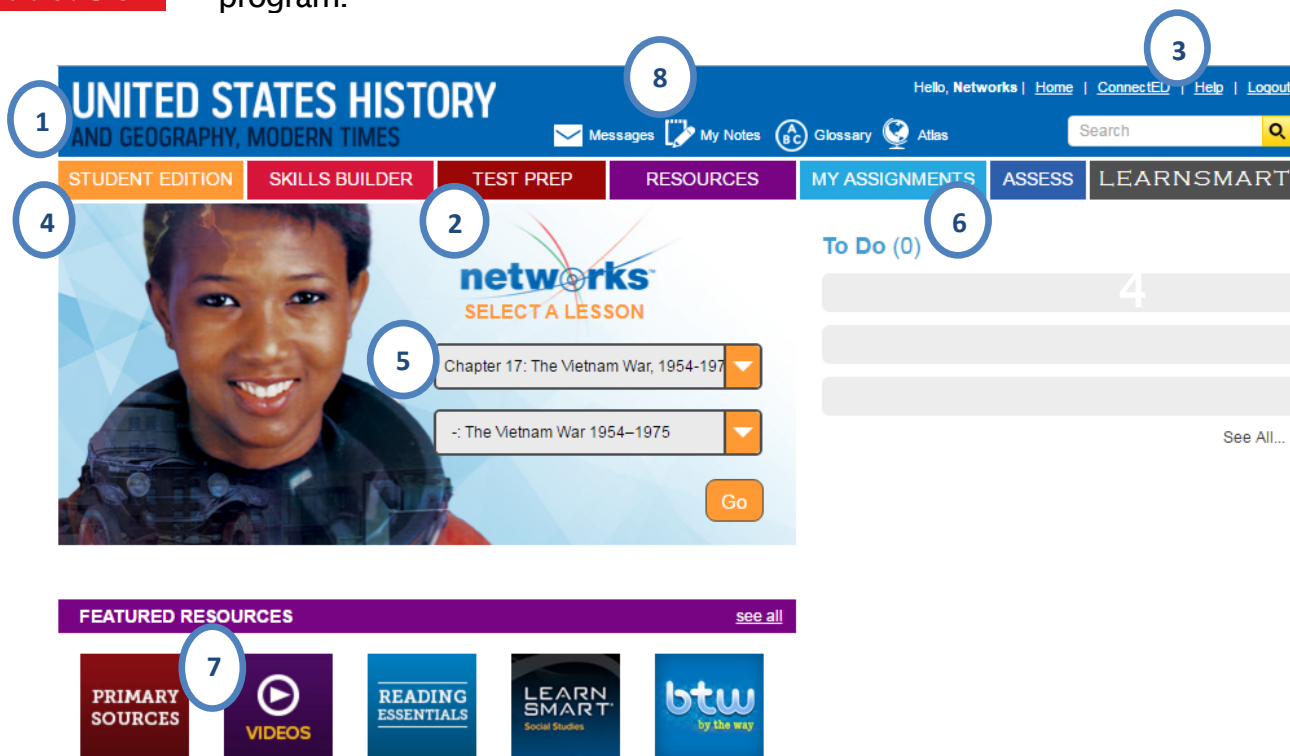 program.
3
8
1
UNITED STATES HISTORY
AND GEOGRAPHY, MODERN TIMES
Hello, Networks | Home | ConnectED | Help | Logout
Messages My Notes ABC Glossary Atlas
Search
STUDENT EDITION SKILLS BUILDER TEST PREP RESOURCES MY ASSIGNMENTS ASSESS LEARNSMART
4
2
6
networks
SELECT A LESSON
To Do (0)
4
5
Chapter 17: The Vietnam War, 1954-197
-: The Vietnam War 1954–1975
See All...
Go
FEATURED RESOURCES see all
7
PRIMARY
SOURCES
VIDEOS
READING
ESSENTIALS
LEARN
SMART
Social Studies
btw
by the way